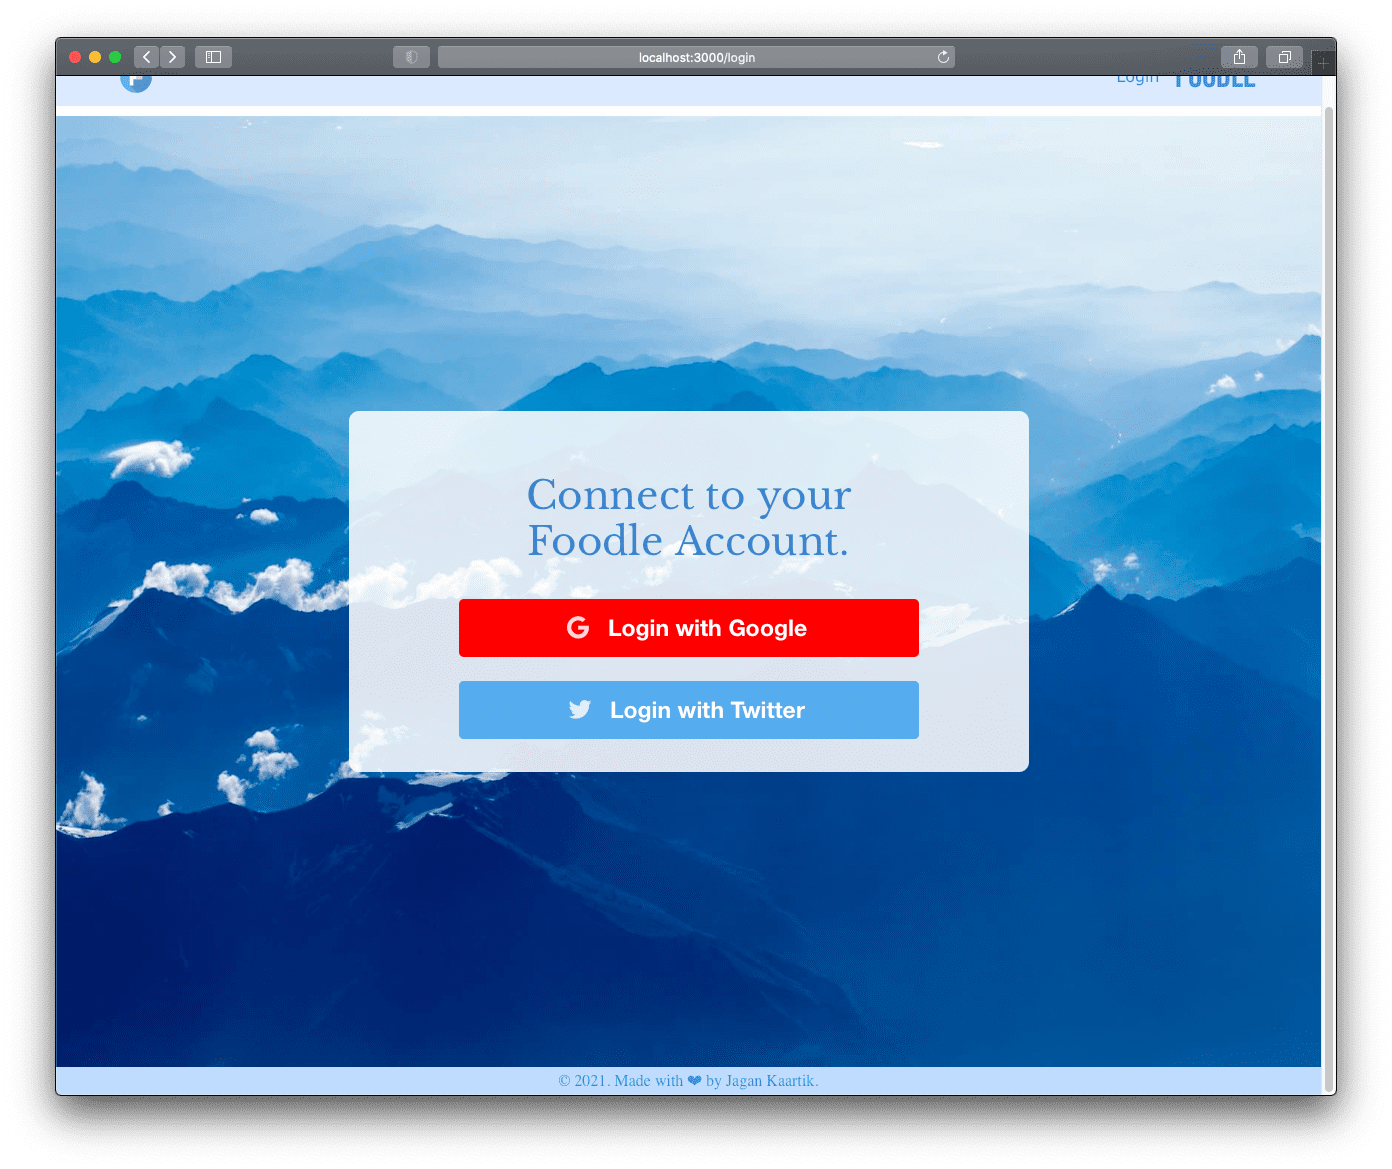 localhost:3000/login
Login FOODLE
Connect to your
Foodle Account.
G Login with Google
Login with Twitter
© 2021. Made with ❤ by Jagan Kaartik.